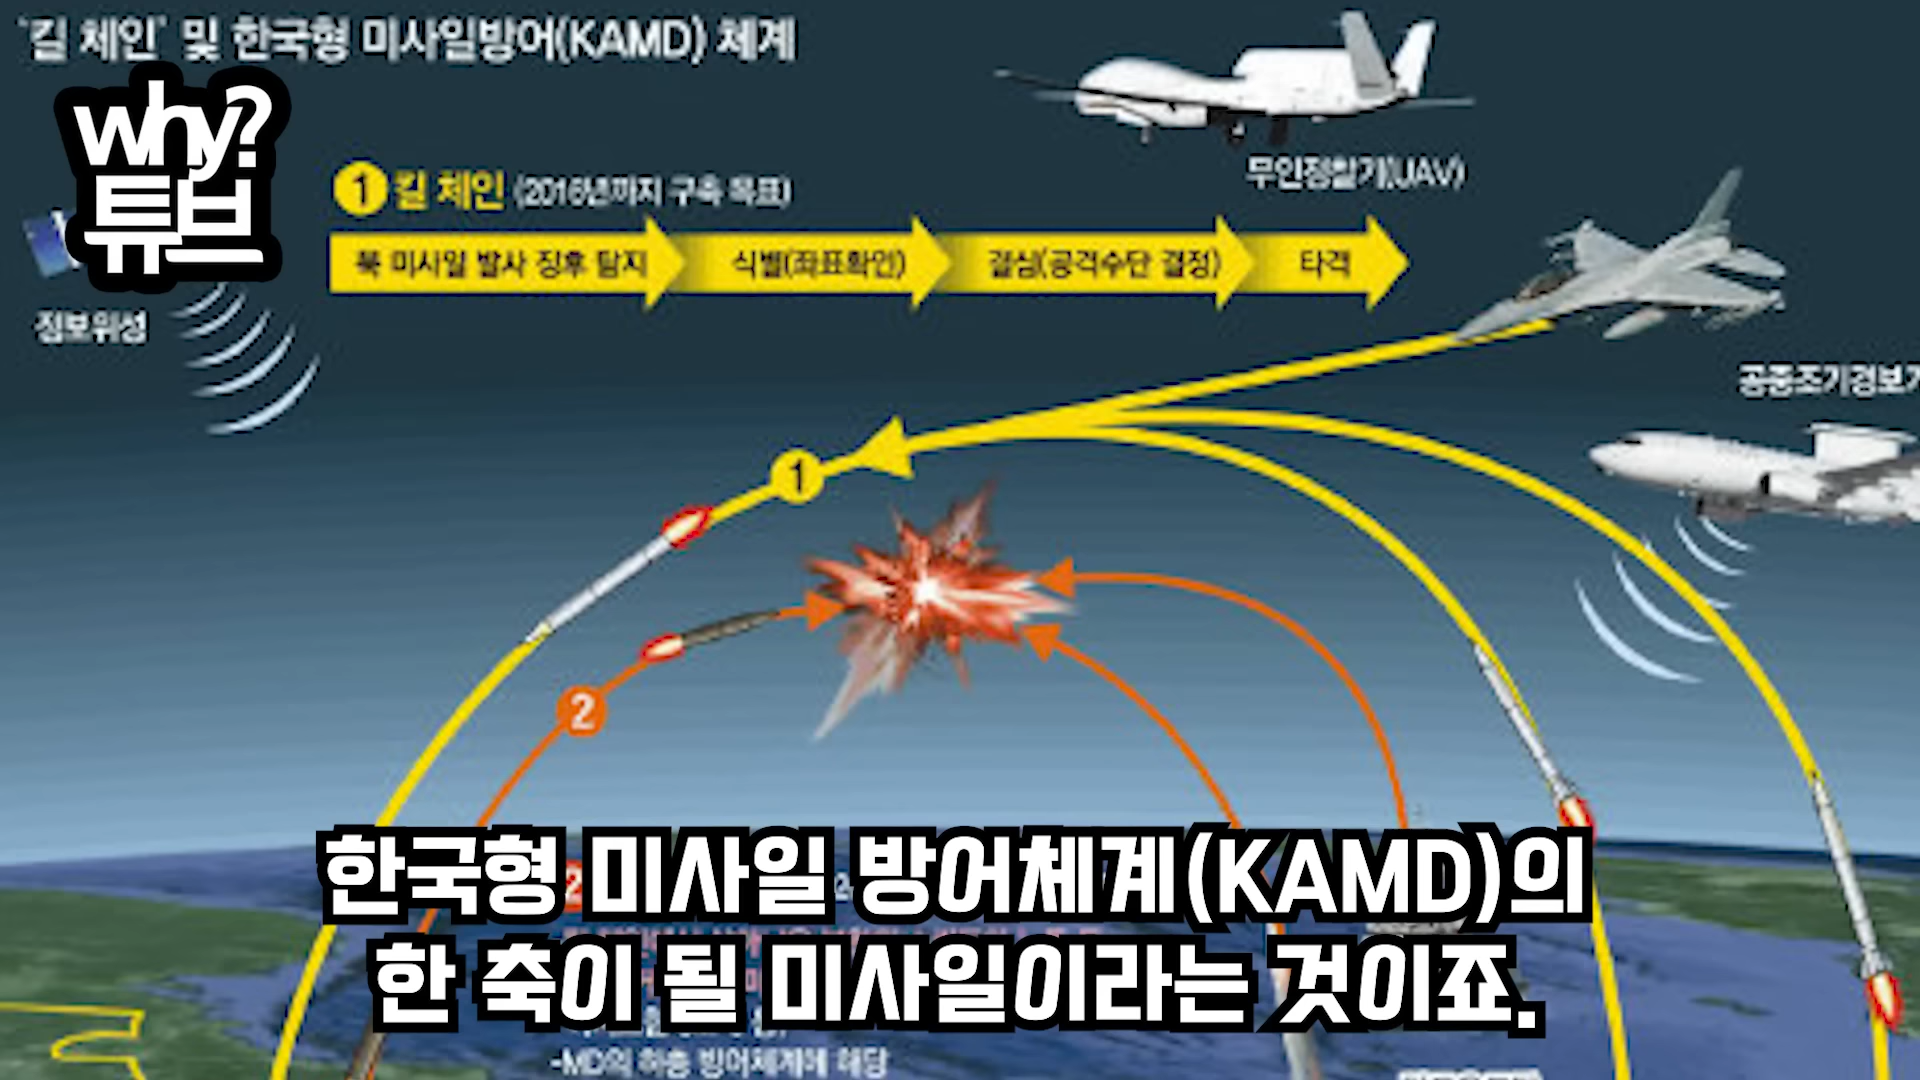 '킬 체인' 및 한국형 미사일방어(KAMD) 체계
why?
튜브
무인정찰기(UAV)
1 킬 체인 (2016년까지 구축 목표)
북 미사일 발사 징후 탐지
식별(좌표확인)
결심(공격수단 결정)
타격
정보위성
공중조기경보기
1
2
한국형 미사일 방어체계(KAMD)의
한 축이 될 미사일이라는 것이죠.
-MD의 하층 방어체계에 해당